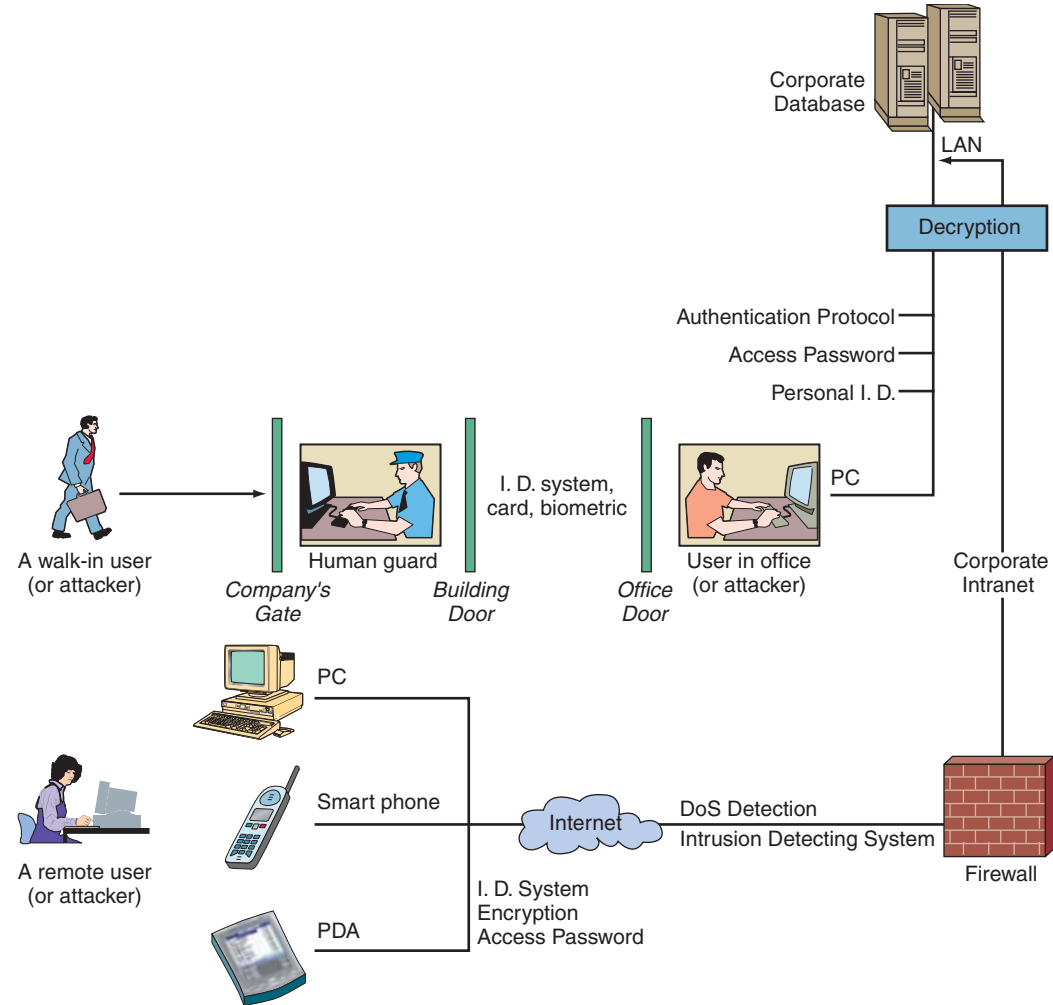 Corporate
Database
LAN
Decryption
Authentication Protocol
Access Password
Personal I. D.
I. D. system,
card, biometric
PC
A walk-in user
(or attacker)
Human guard
User in office
(or attacker)
Company's
Gate
Building
Door
Office
Door
Corporate
Intranet
PC
Smart phone
Internet
DoS Detection
Intrusion Detecting System
Firewall
A remote user
(or attacker)
I. D. System
Encryption
Access Password
PDA